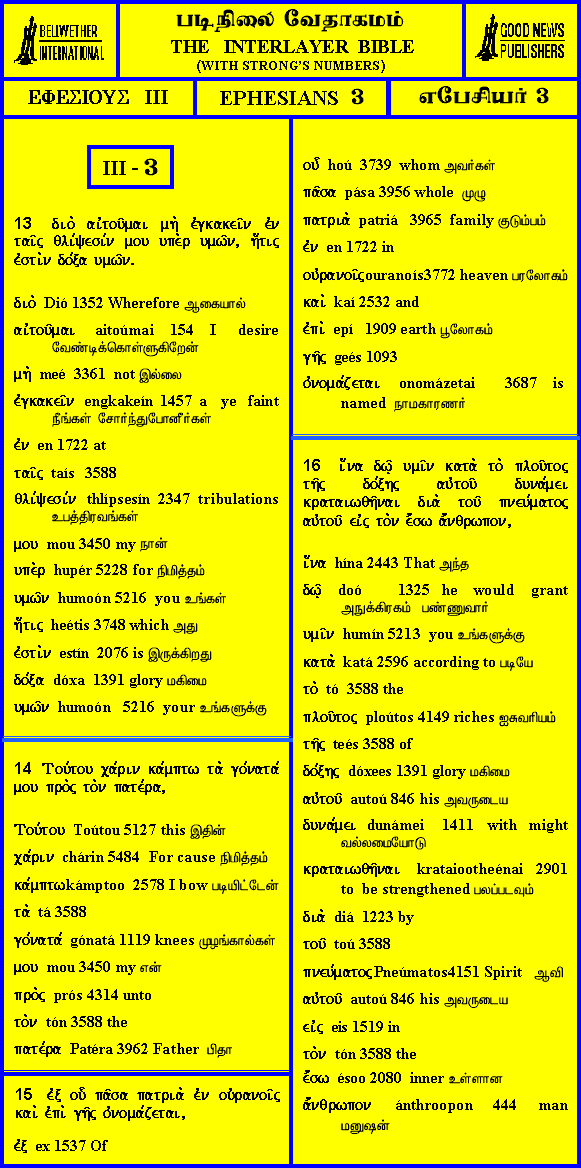 BELLWETHER
INTERNATIONAL
படிநிலை வேதாகமம்
THE INTERLAYER BIBLE
(WITH STRONG'S NUMBERS)
GOOD NEWS
PUBLISHERS
ΕΦΕΣΙΟΥΣ III
EPHESIANS 3
எபேசியர் 3
III - 3
13 διὸ αἰτοῦμαι μὴ ἐγκακεῖν ἐν
ταῖς θλίψεσίν μου υπὲρ υμῶν, ἥτις
ἐστὶν δόξα υμῶν.
διὸ Dió 1352 Wherefore ஆகையால்
αἰτοῦμαι aitoúmai 154 I desire
வேண்டிக்கொள்ளுகிறேன்
μὴ meé 3361 not இல்லை
ἐγκακεῖν engkakeín 1457 a ye faint
நீங்கள் சோர்ந்துபோனீர்கள்
ἐν en 1722 at
ταῖς taís 3588
θλίψεσίν thlípsesín 2347 tribulations
உபத்திரவங்கள்
μου mou 3450 my நான்
υπὲρ hupér 5228 for நிமித்தம்
υμῶν humoón 5216 you உங்கள்
ἥτις heétis 3748 which அது
ἐστὶν estín 2076 is இருக்கிறது
δόξα dóxa 1391 glory மகிமை
υμῶν humoón 5216 your உங்களுக்கு
14 Τούτου χάριν κάμπτω τὰ γόνατά
μου πρὸς τὸν πατέρα,
Τούτου Toútou 5127 this இதின்
χάριν chárin 5484 For cause நிமித்தம்
κάμπτω kámptoo 2578 I bow படியிட்டேன்
τὰ tá 3588
γόνατά gónatá 1119 knees முழங்கால்கள்
μου mou 3450 my என்
πρὸς prós 4314 unto
τὸν tón 3588 the
πατέρα Patéra 3962 Father பிதா
15 ἐξ οὗ πᾶσα πατριὰ ἐν οὐρανοῖς
καὶ ἐπὶ γῆς ὀνομάζεται,
ἐξ ex 1537 Of
οὗ hoú 3739 whom அவர்கள்
πᾶσα pása 3956 whole முழு
πατριὰ patriá 3965 family குடும்பம்
ἐν en 1722 in
οὐρανοῖς ouranoís3772 heaven பரலோகம்
καὶ kaí 2532 and
ἐπὶ epí 1909 earth பூலோகம்
γῆς geés 1093
ὀνομάζεται onomázetai 3687 is
named நாமகாரணர்
16 ἵνα δῷ υμῖν κατὰ τὸ πλοῦτος
τῆς δόξης αὐτοῦ δυνάμει
κραταιωθῆναι διὰ τοῦ πνεύματος
αὐτοῦ εἰς τὸν ἔσω ἄνθρωπον,
ἵνα hína 2443 That அந்த
δῷ doó 1325 he would grant
அநுக்கிரகம் பண்ணுவார்
υμῖν humín 5213 you உங்களுக்கு
κατὰ katá 2596 according to படியே
τὸ tó 3588 the
πλοῦτος ploútos 4149 riches ஐசுவரியம்
τῆς teés 3588 of
δόξης dóxees 1391 glory மகிமை
αὐτοῦ autoú 846 his அவருடைய
δυνάμει dunámei 1411 with might
வல்லமையோடு
κραταιωθῆναι krataiootheénai 2901
to be strengthened பலப்படவும்
διὰ diá 1223 by
τοῦ toú 3588
πνεύματος Pneúmatos4151 Spirit ஆவி
αὐτοῦ autoú 846 his அவருடைய
εἰς eis 1519 in
τὸν tón 3588 the
ἔσω ésoo 2080 inner உள்ளான
ἄνθρωπον ánthroopon 444 man
மனுஷன்